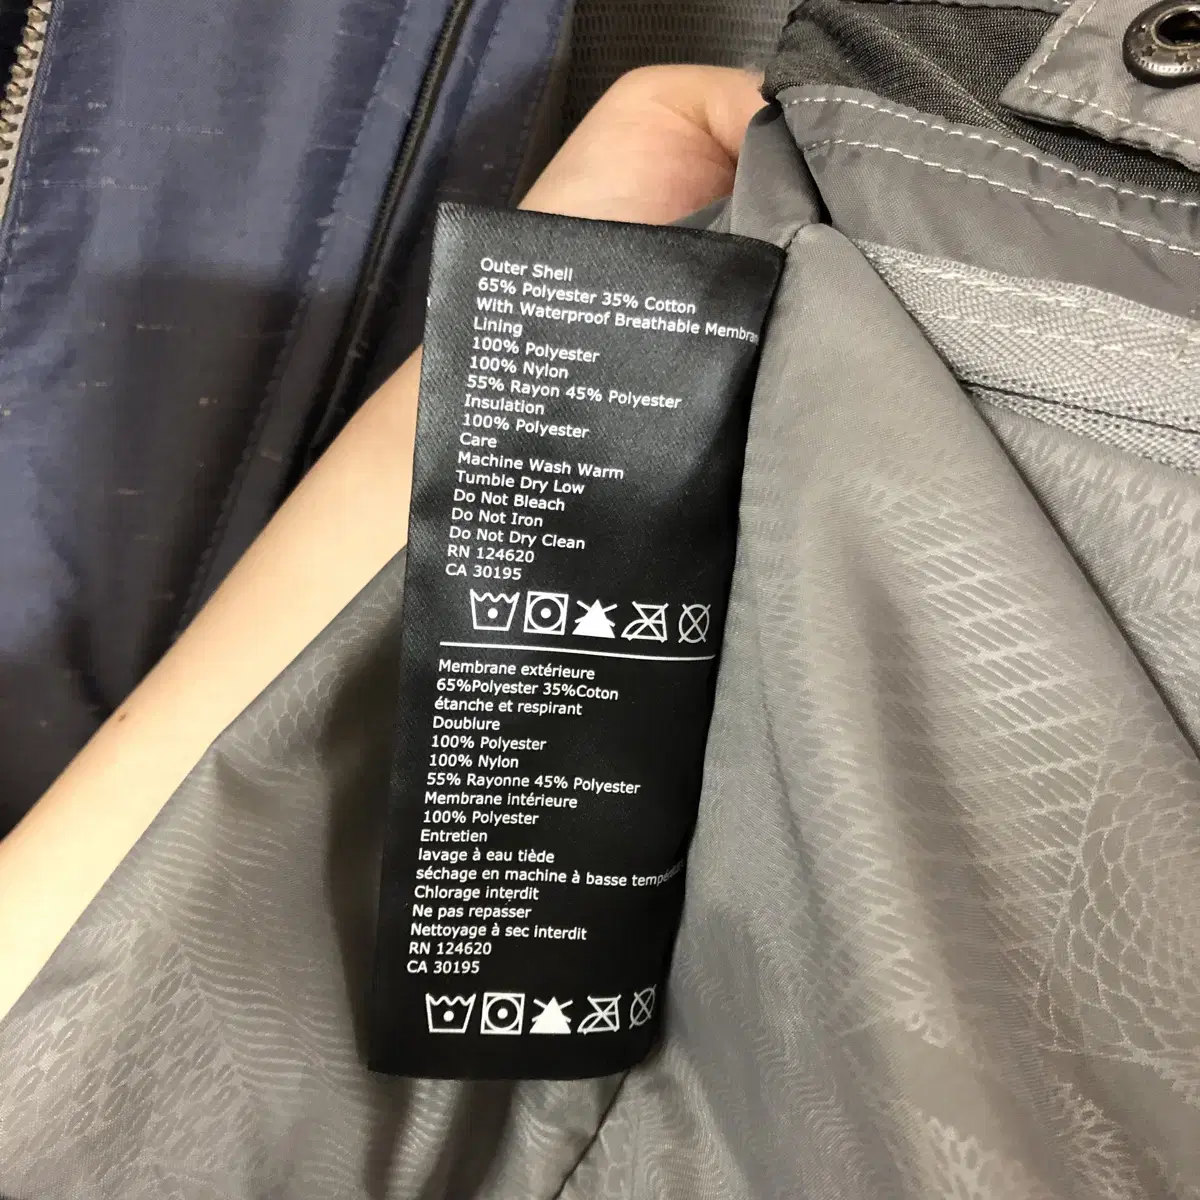 Outer Shell
65% Polyester 35% Cotton
With Waterproof Breathable
Lining
100% Polyester
100% Nylon
55% Rayon 45% Polyester
Insulation
100% Polyester
Care
Machine Wash Warm
Tumble Dry Low
Do Not Bleach
Do Not Iron
Do Not Dry Clean
RN 124620
CA 30195
Membrane extérieure
65%Polyester 35%Coton
étanche et respirant
Doublure
100% Polyester
100% Nylon
55% Rayonne 45% Polyester
Membrane intérieure
100% Polyester
Entretien
lavage à eau tiède
séchage en machine à basse
Chlorage interdit
Ne pas repasser
Nettoyage à sec interdit
RN 124620
CA 30195